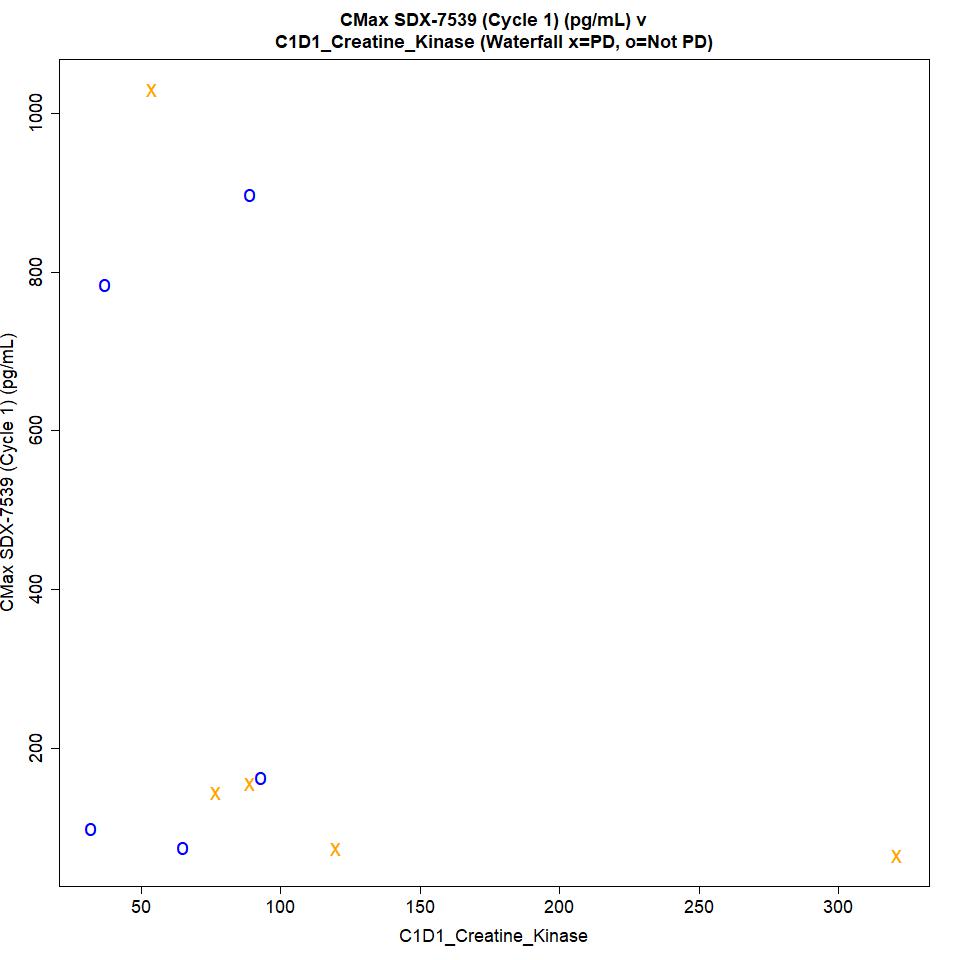 CMax SDX-7539 (Cycle 1) (pg/mL) v
C1D1_Creatine_Kinase (Waterfall x=PD, o=Not PD)
CMax SDX-7539 (Cycle 1) (pg/mL)
1000
800
600
400
200
x
o
o
x
x
o
o
o
x
x
50
100
150
200
250
300
C1D1_Creatine_Kinase